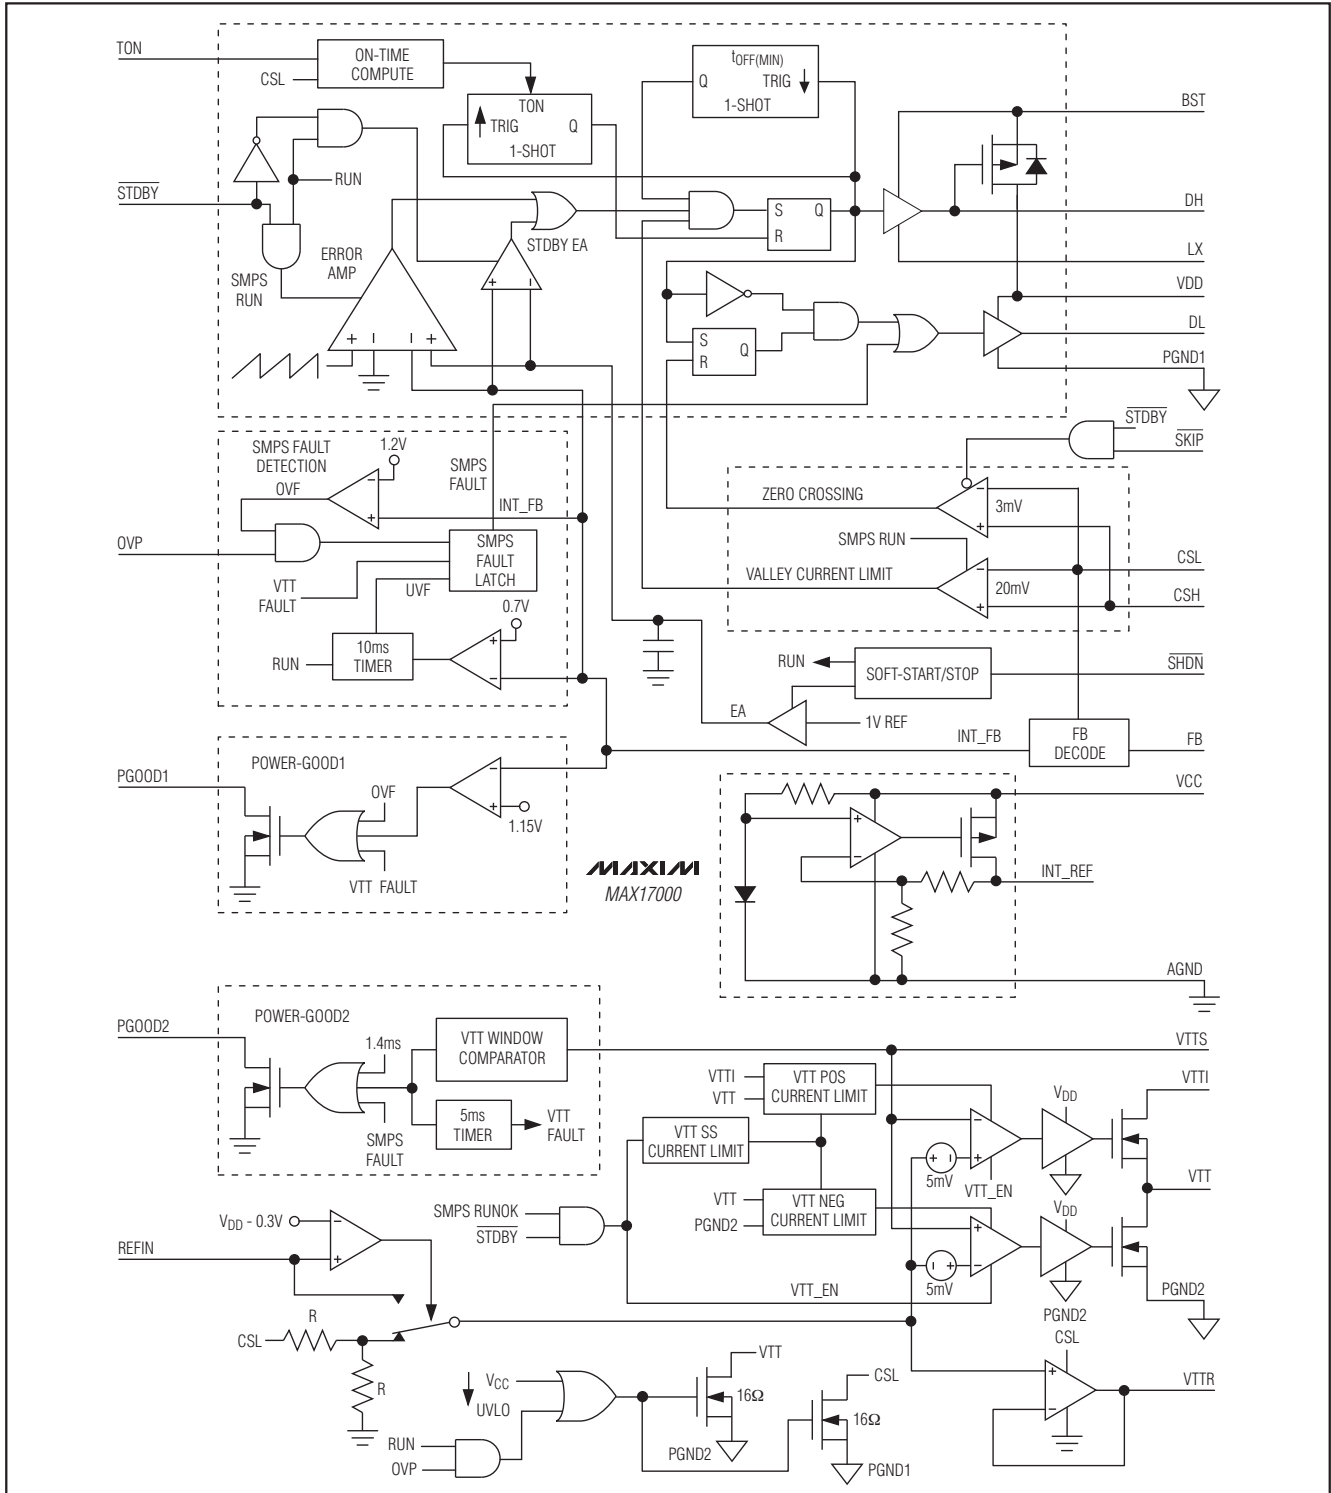 TON
ON-TIME
COMPUTE
CSL
tOFF(MIN)
Q TRIG
1-SHOT
TON
TRIG Q
1-SHOT
BST
RUN
STDBY
S Q
R
DH
STDBY EA
ERROR
AMP
SMPS
RUN
LX
VDD
DL
S
R Q
PGND1
+ − − +
+ −
STDBY
SKIP
SMPS FAULT
DETECTION
1.2V
OVF
−
+
SMPS
FAULT
INT_FB
ZERO CROSSING
−
3mV
+
SMPS RUN
OVP
SMPS
FAULT
LATCH
VTT
FAULT
UVF
VALLEY CURRENT LIMIT
−
20mV
+
CSL
CSH
0.7V
RUN
10ms
TIMER
+
−
RUN
SOFT-START/STOP
SHDN
EA
1V REF
INT_FB
FB
DECODE
FB
POWER-GOOD1
PGOOD1
OVF
−
+
1.15V
VTT FAULT
VCC
+
−
INT_REF
MAXIM
MAX17000
AGND
POWER-GOOD2
PGOOD2
1.4ms
VTT WINDOW
COMPARATOR
5ms
TIMER
VTT
FAULT
SMPS
FAULT
VTTS
VTTI
VTT
VTT POS
CURRENT LIMIT
VTT SS
CURRENT LIMIT
VTT
PGND2
VTT NEG
CURRENT LIMIT
VDD
VTTI
−
+
+ −
5mV
VTT_EN
VTT
VDD
+
−
− +
5mV
PGND2
PGND2
SMPS RUNOK
STDBY
VTT_EN
VDD - 0.3V
−
+
REFIN
R
CSL
R
VCC
UVLO
RUN
OVP
VTT
16Ω
PGND2
CSL
16Ω
PGND1
CSL
+
−
VTTR